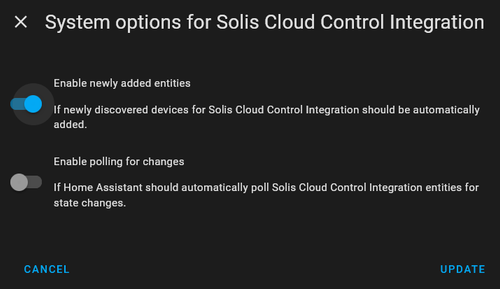 System options for Solis Cloud Control Integration
Enable newly added entities
If newly discovered devices for Solis Cloud Control Integration should be automatically
added.
Enable polling for changes
If Home Assistant should automatically poll Solis Cloud Control Integration entities for
state changes.
CANCEL UPDATE